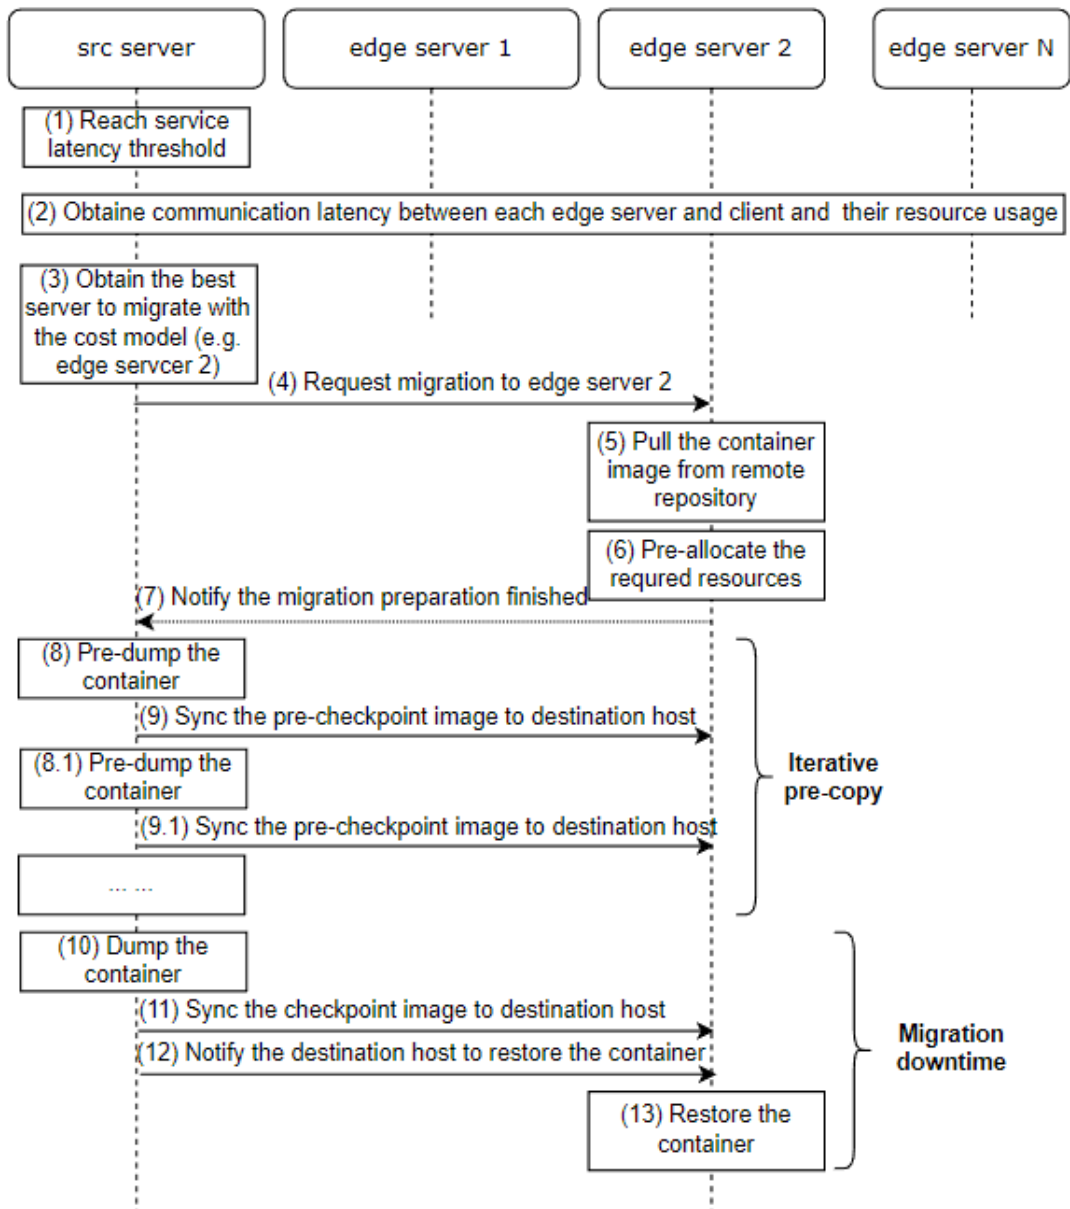 src server
edge server 1
edge server 2
edge server N
(1) Reach service
latency threshold
(2) Obtaine communication latency between each edge server and client and their resource usage
(3) Obtain the best
server to migrate with
the cost model (e.g.
edge servcer 2)
(4) Request migration to edge server 2
(5) Pull the container
image from remote
repository
(6) Pre-allocate the
requred resources
(7) Notify the migration preparation finished
(8) Pre-dump the
container
(9) Sync the pre-checkpoint image to destination host
(8.1) Pre-dump the
container
Iterative
pre-copy
(9.1) Sync the pre-checkpoint image to destination host
... ...
(10) Dump the
container
(11) Sync the checkpoint image to destination host
(12) Notify the destination host to restore the container
Migration
downtime
(13) Restore the
container